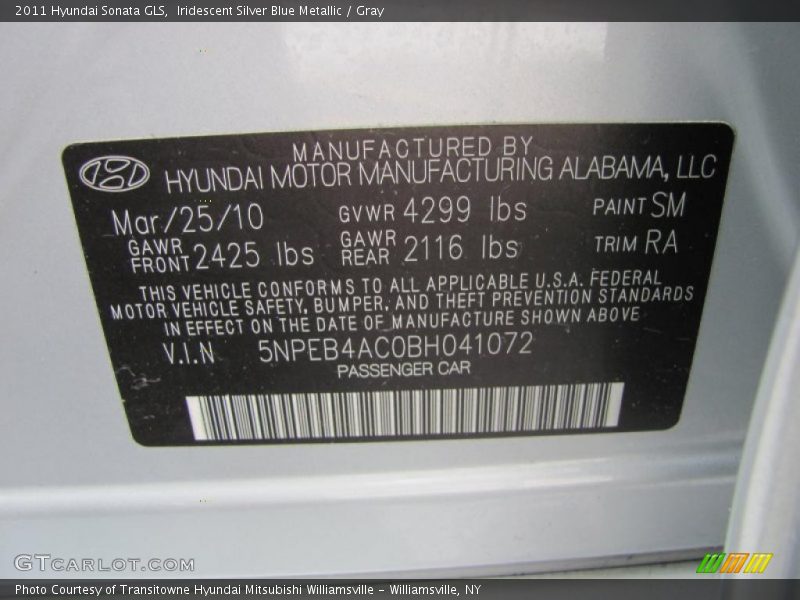 2011 Hyundai Sonata GLS, Iridescent Silver Blue Metallic / Gray
MANUFACTURED BY
HYUNDAI MOTOR MANUFACTURING ALABAMA, LLC
Mar/25/10 GVWR 4299 lbs PAINT SM
GAWR FRONT 2425 lbs GAWR REAR 2116 lbs TRIM RA
THIS VEHICLE CONFORMS TO ALL APPLICABLE U.S.A. FEDERAL
MOTOR VEHICLE SAFETY, BUMPER, AND THEFT PREVENTION STANDARDS
IN EFFECT ON THE DATE OF MANUFACTURE SHOWN ABOVE
V.I.N 5NPEB4AC0BH041072
PASSENGER CAR
GTCARLOT.COM
Photo Courtesy of Transitowne Hyundai Mitsubishi Williamsville – Williamsville, NY